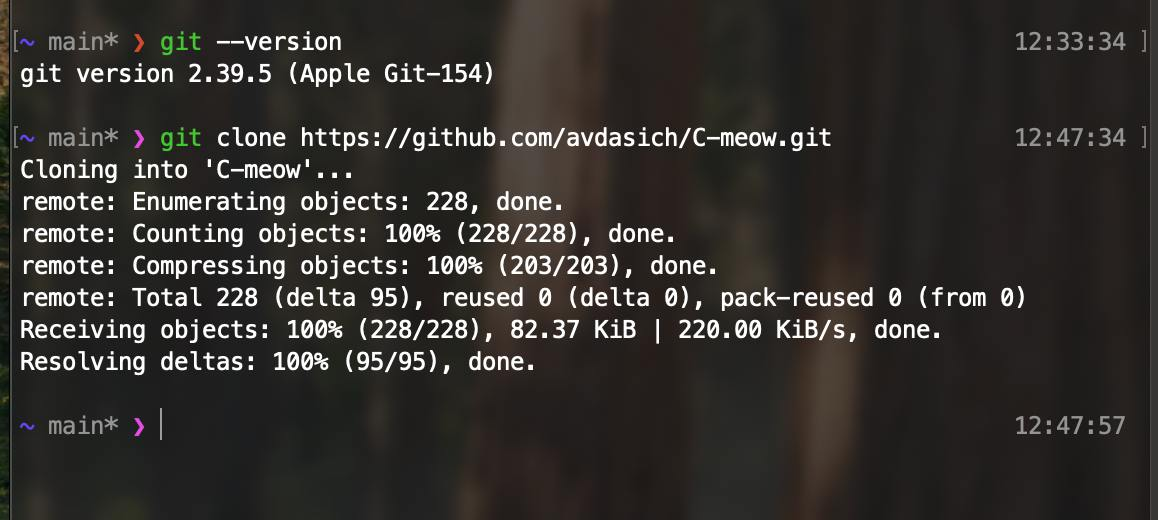 [~ main* ❯ git --version 12:33:34 ]
git version 2.39.5 (Apple Git-154)
[~ main* ❯ git clone https://github.com/avdasich/C-meow.git 12:47:34 ]
Cloning into 'C-meow'...
remote: Enumerating objects: 228, done.
remote: Counting objects: 100% (228/228), done.
remote: Compressing objects: 100% (203/203), done.
remote: Total 228 (delta 95), reused 0 (delta 0), pack-reused 0 (from 0)
Receiving objects: 100% (228/228), 82.37 KiB | 220.00 KiB/s, done.
Resolving deltas: 100% (95/95), done.
~ main* ❯ 12:47:57